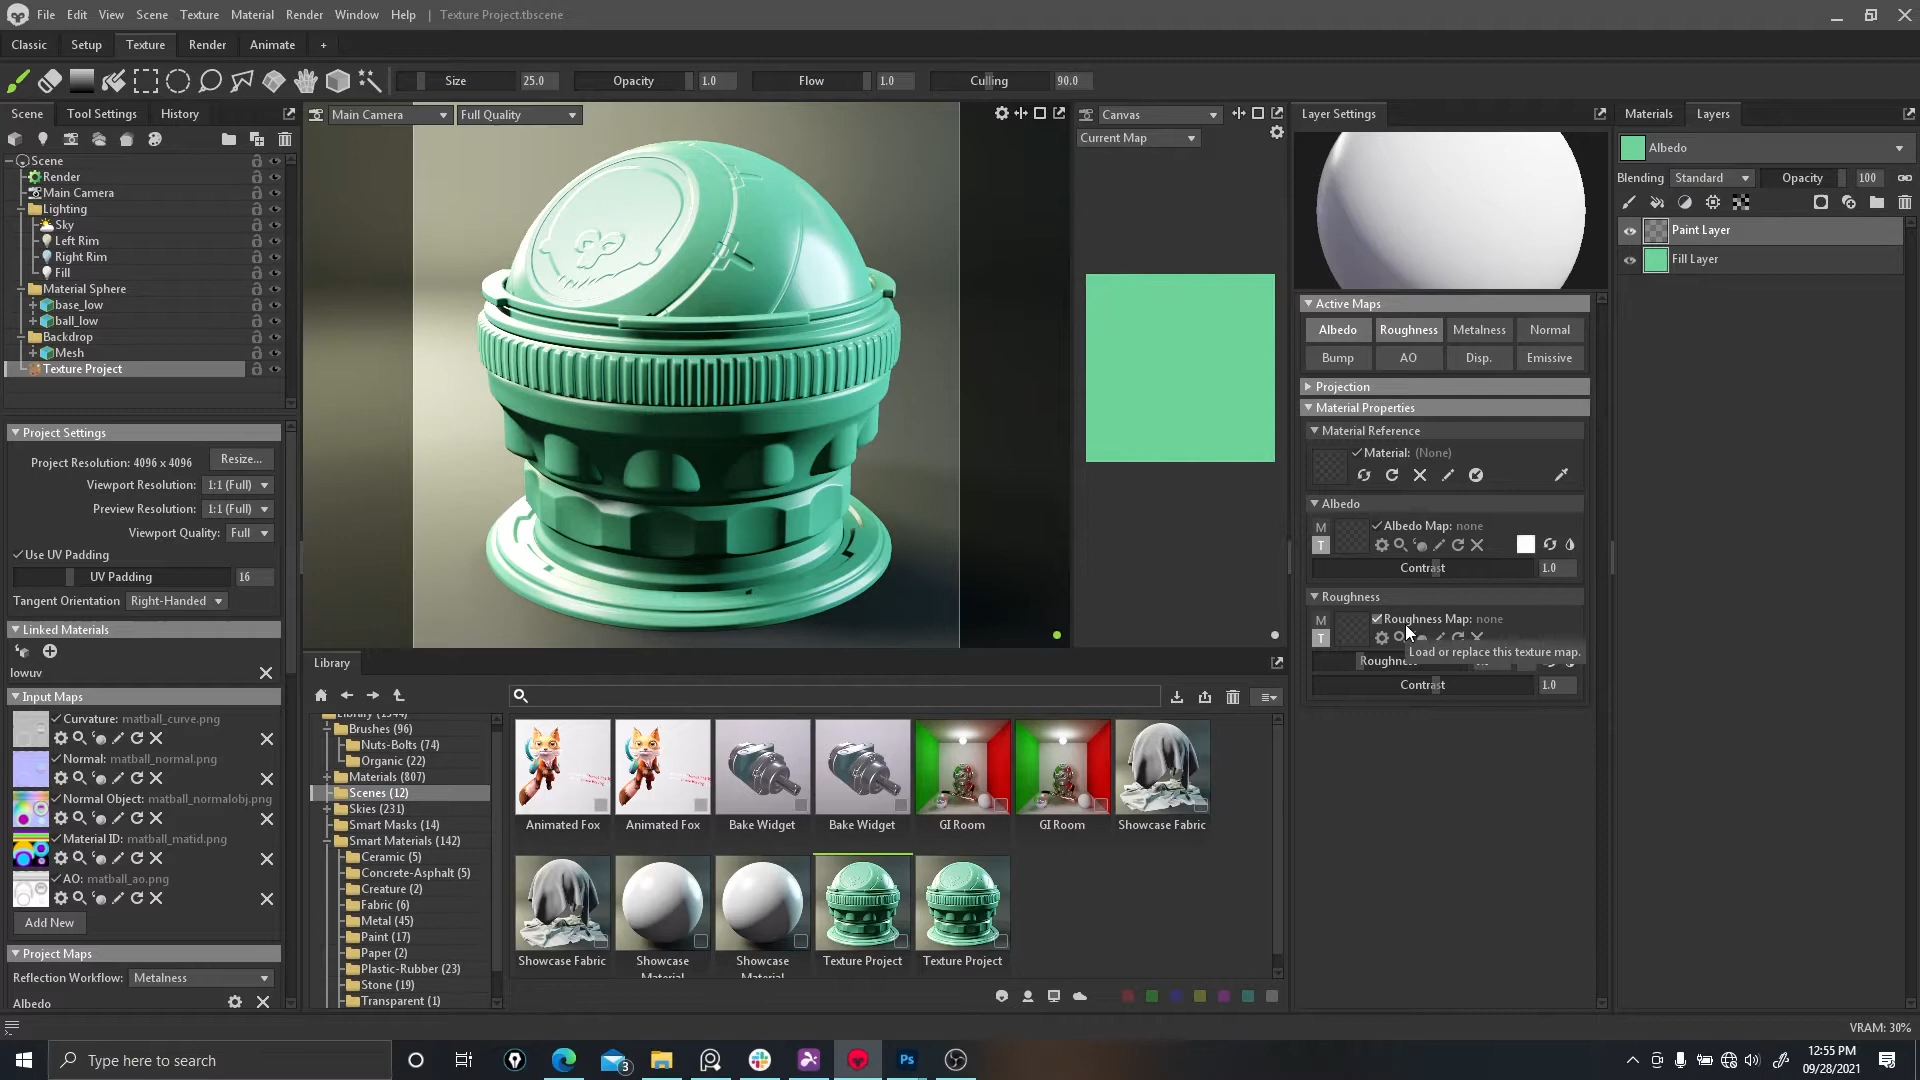 File Edit View Scene Texture Material Render Window Help | Texture Project.tbscene
Classic Setup Texture Render Animate +
Size 25.0 Opacity 1.0 Flow 1.0 Culling 90.0
Scene Tool Settings History
Scene
Render
Main Camera
Lighting
Sky
Left Rim
Right Rim
Fill
Material Sphere
base_low
ball_low
Backdrop
Mesh
Texture Project
Project Settings
Project Resolution: 4096 x 4096 Resize...
Viewport Resolution: 1:1 (Full)
Preview Resolution: 1:1 (Full)
Viewport Quality: Full
Use UV Padding
UV Padding 16
Tangent Orientation Right-Handed
Linked Materials
lowuv
Input Maps
Curvature: matball_curve.png
Normal: matball_normal.png
Normal Object: matball_normalobj.png
Material ID: matball_matid.png
AO: matball_ao.png
Add New
Project Maps
Reflection Workflow: Metalness
Albedo
Main Camera Full Quality
Canvas
Current Map
Library
Library (1344)
Brushes (96)
Nuts-Bolts (74)
Organic (22)
Materials (807)
Scenes (12)
Skies (231)
Smart Masks (14)
Smart Materials (142)
Ceramic (5)
Concrete-Asphalt (5)
Creature (2)
Fabric (6)
Metal (45)
Paint (17)
Paper (2)
Plastic-Rubber (23)
Stone (19)
Transparent (1)
Animated Fox Animated Fox Bake Widget Bake Widget GI Room GI Room Showcase Fabric
Showcase Fabric Showcase Material Showcase Material Texture Project Texture Project
Layer Settings
Active Maps
Albedo Roughness Metalness Normal
Bump AO Disp. Emissive
Projection
Material Properties
Material Reference
Material: (None)
Albedo
M
T
Albedo Map: none
Contrast 1.0
Roughness
M
T
Roughness Map: none
Load or replace this texture map.
Contrast 1.0
Materials Layers
Albedo
Blending Standard Opacity 100
Paint Layer
Fill Layer
VRAM: 30%
Type here to search
3
Ps
12:55 PM
09/28/2021